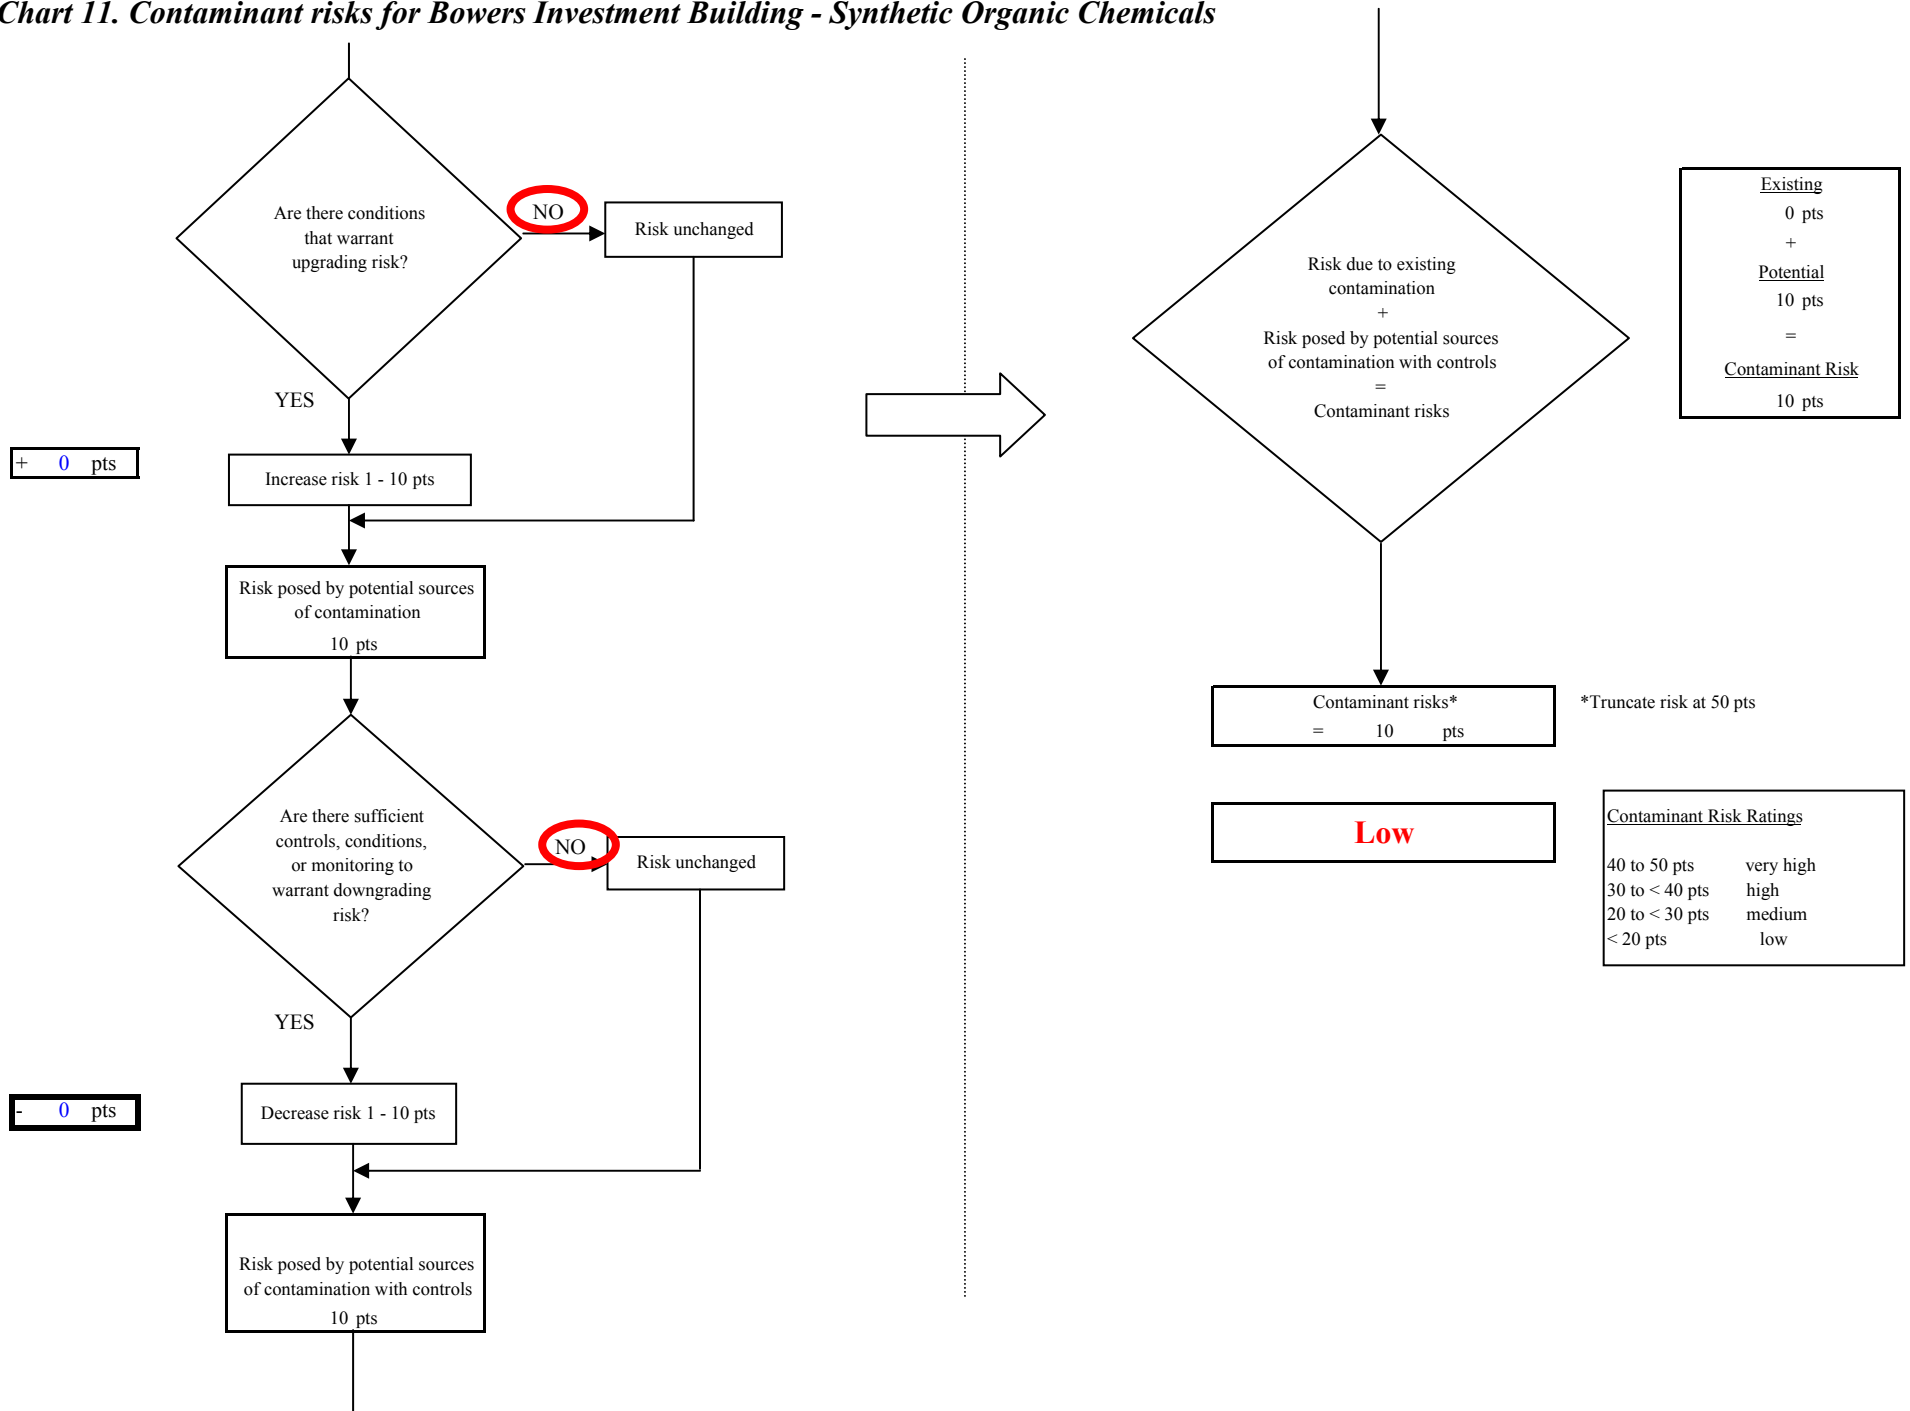 Chart 11. Contaminant risks for Bowers Investment Building - Synthetic Organic Chemicals
Are there conditions
that warrant
upgrading risk?
NO
Risk unchanged
YES
+ 0 pts
Increase risk 1 - 10 pts
Risk posed by potential sources
of contamination
10 pts
Are there sufficient
controls, conditions,
or monitoring to
warrant downgrading
risk?
NO
Risk unchanged
YES
- 0 pts
Decrease risk 1 - 10 pts
Risk posed by potential sources
of contamination with controls
10 pts
Risk due to existing
contamination
+
Risk posed by potential sources
of contamination with controls
=
Contaminant risks
Existing
0 pts
+
Potential
10 pts
=
Contaminant Risk
10 pts
Contaminant risks*
= 10 pts
*Truncate risk at 50 pts
Low
Contaminant Risk Ratings
40 to 50 pts very high
30 to < 40 pts high
20 to < 30 pts medium
< 20 pts low